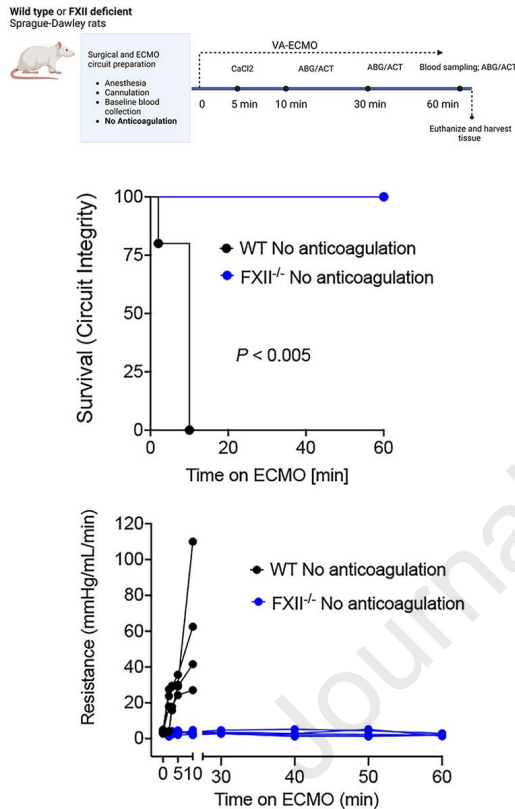 Wild type or FXII deficient
Sprague-Dawley rats
Surgical and ECMO
circuit preparation
• Anesthesia
• Cannulation
• Baseline blood
collection
• No Anticoagulation
VA-ECMO
CaCl2
ABG/ACT
ABG/ACT
Blood sampling; ABG/ACT
0
5 min
10 min
30 min
60 min
Euthanize and harvest
tissue
Survival (Circuit Integrity)
100
75
50
25
0
WT No anticoagulation
FXII-/- No anticoagulation
P < 0.005
0
20
40
60
Time on ECMO [min]
Resistance (mmHg/mL/min)
120
100
80
60
40
20
0
WT No anticoagulation
FXII-/- No anticoagulation
0 5 10 30 40 50 60
Time on ECMO (min)
Journa